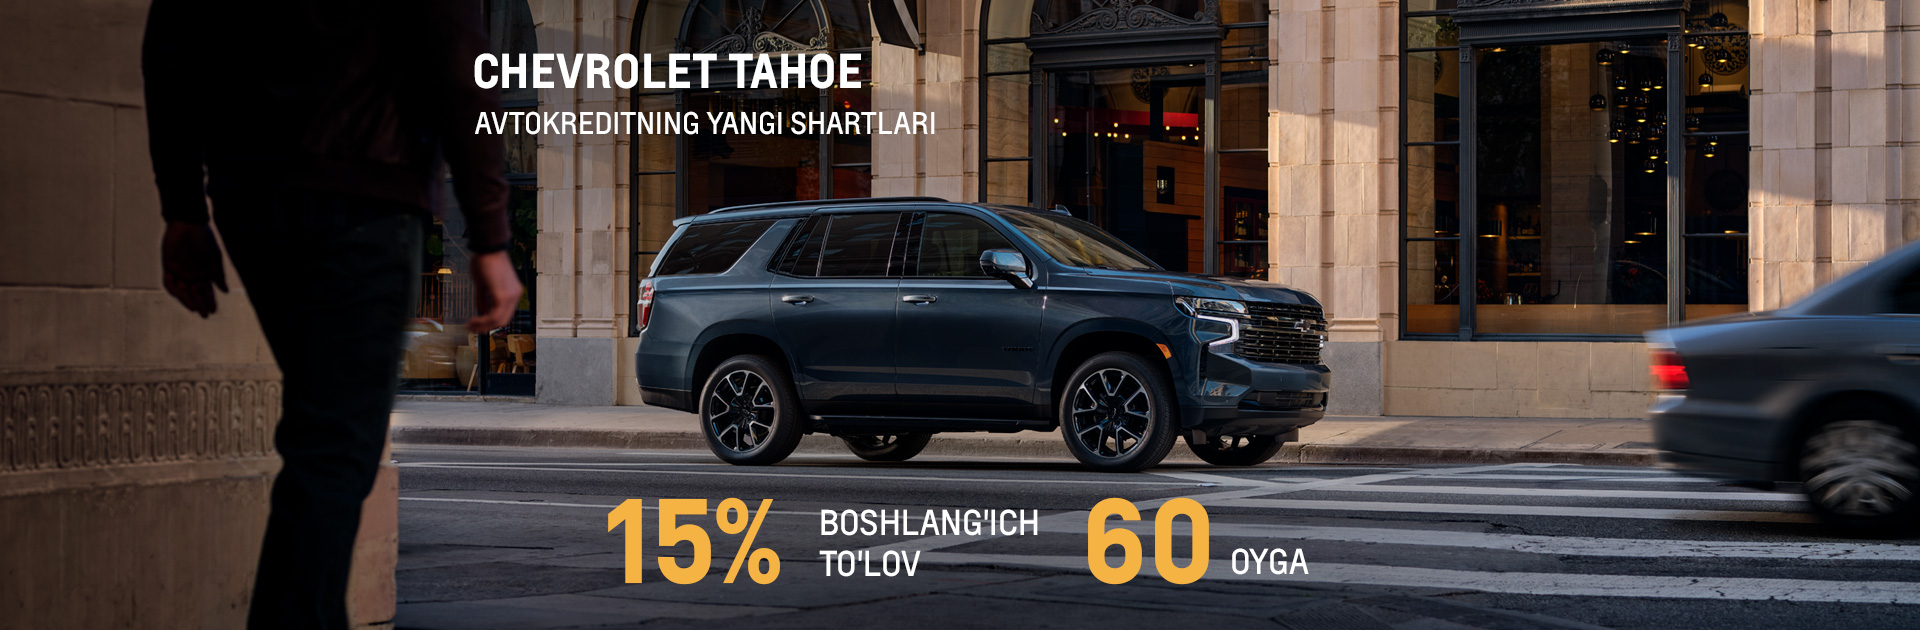 CHEVROLET TAHOE
AVTOKREDITNING YANGI SHARTLARI
15% BOSHLANG'ICH TO'LOV
60 OYGA